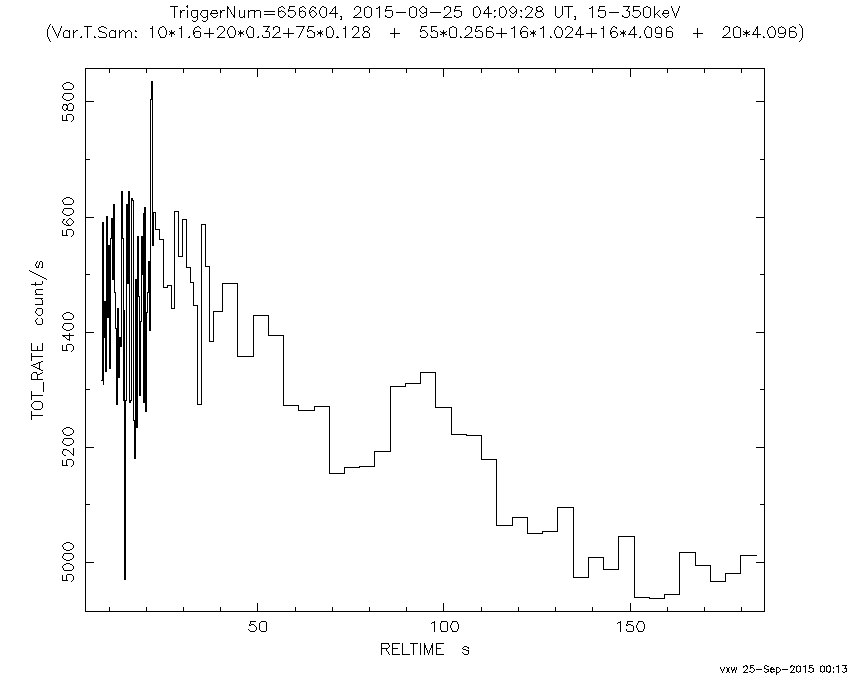 TriggerNum=656604, 2015-09-25 04:09:28 UT, 15-350keV
(Var.T.Sam: 10*1.6+20*0.32+75*0.128 + 55*0.256+16*1.024+16*4.096 + 20*4.096)
5800
5600
5400
5200
5000
TOT_RATE count/s
50 100 150
RELTIME s
vxw 25-Sep-2015 00:13